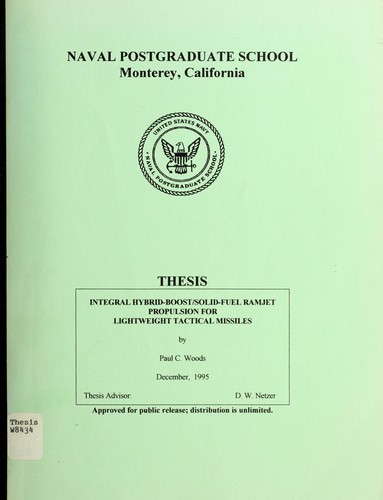 NAVAL POSTGRADUATE SCHOOL
Monterey, California
UNITED STATES NAVY
NAVAL POSTGRADUATE SCHOOL
THESIS
INTEGRAL HYBRID-BOOST/SOLID-FUEL RAMJET
PROPULSION FOR
LIGHTWEIGHT TACTICAL MISSILES
by
Paul C. Woods
December, 1995
Thesis Advisor: D. W. Netzer
Approved for public release; distribution is unlimited.
Thesis
W8434